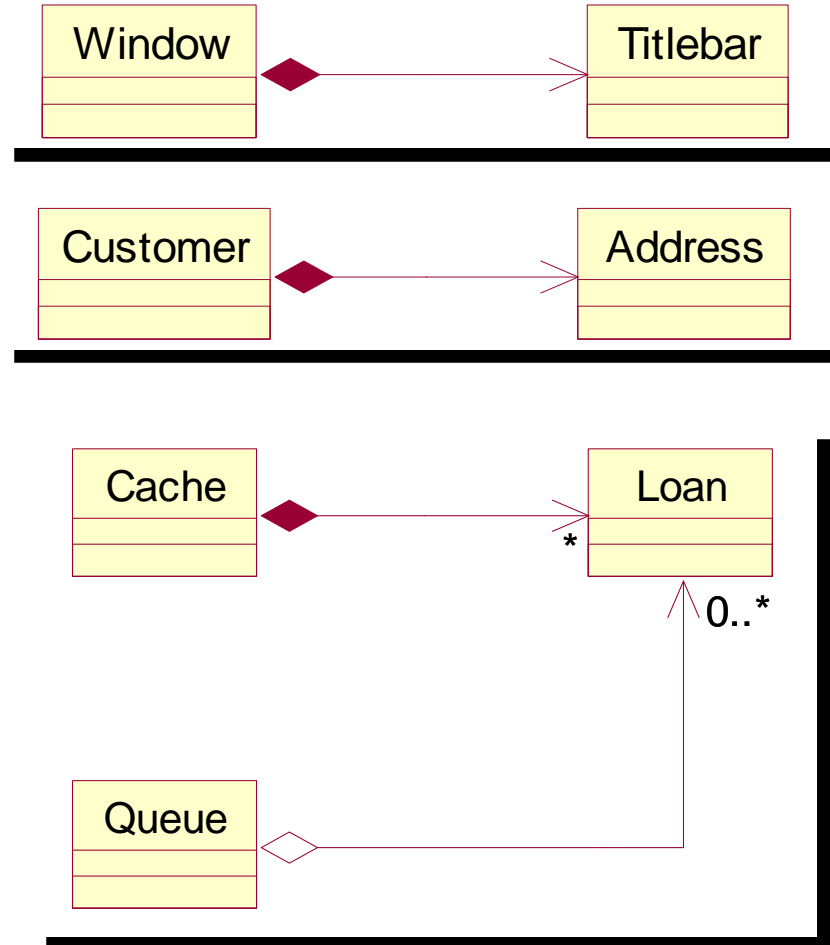 Window
Titlebar
Customer
Address
Cache
Loan
*
0..*
Queue